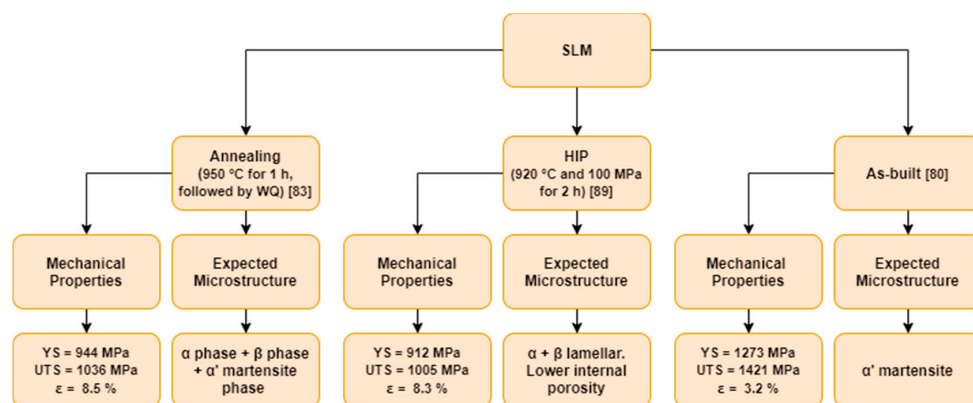 SLM
Annealing
(950 °C for 1 h,
followed by WQ) [83]
HIP
(920 °C and 100 MPa
for 2 h) [89]
As-built [80]
Mechanical
Properties
Expected
Microstructure
Mechanical
Properties
Expected
Microstructure
Mechanical
Properties
Expected
Microstructure
YS = 944 MPa
UTS = 1036 MPa
ε = 8.5 %
α phase + β phase
+ α' martensite
phase
YS = 912 MPa
UTS = 1005 MPa
ε = 8.3 %
α + β lamellar.
Lower internal
porosity
YS = 1273 MPa
UTS = 1421 MPa
ε = 3.2 %
α' martensite